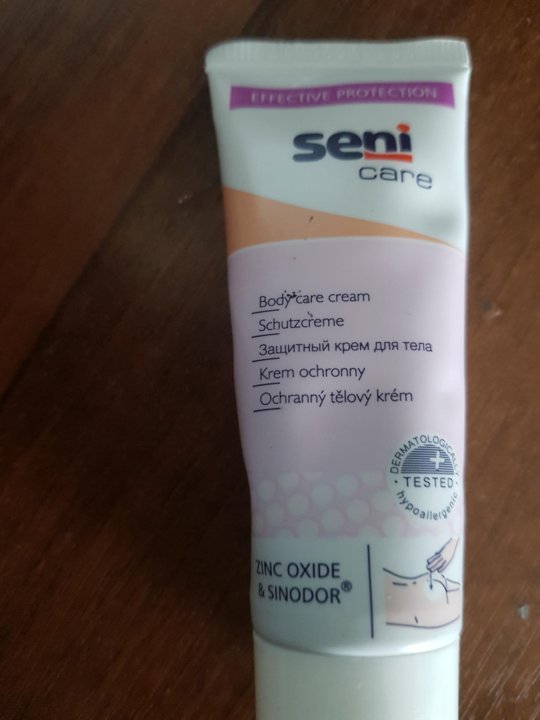 EFFECTIVE PROTECTION
seni
care
Body care cream
Schutzcreme
Защитный крем для тела
Krem ochronny
Ochranný tělový krém
DERMATOLOGICALLY
TESTED
hypoallergenic
ZINC OXIDE
& SINODOR®